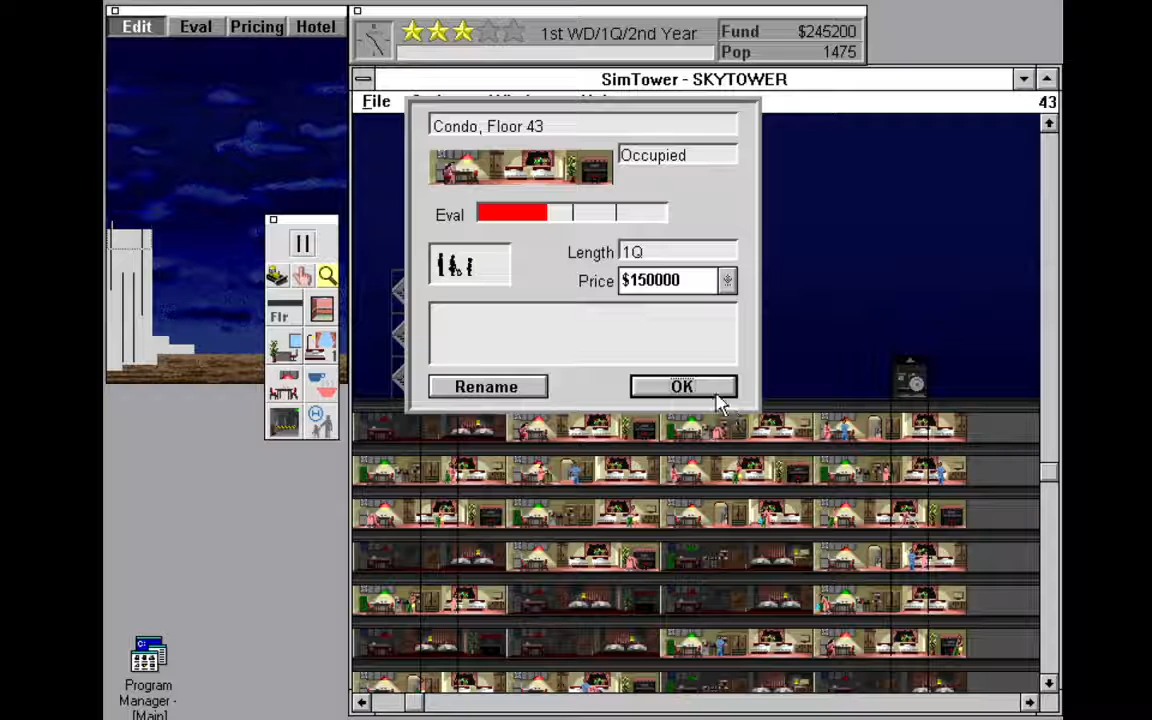 Edit Eval Pricing Hotel
1st WD/1Q/2nd Year
Fund $245200
Pop 1475
SimTower - SKYTOWER
File
43
Condo, Floor 43
Occupied
Eval
Length 1Q
Price $150000
Rename OK
Flr
1
H
Program
Manager -
[Main]